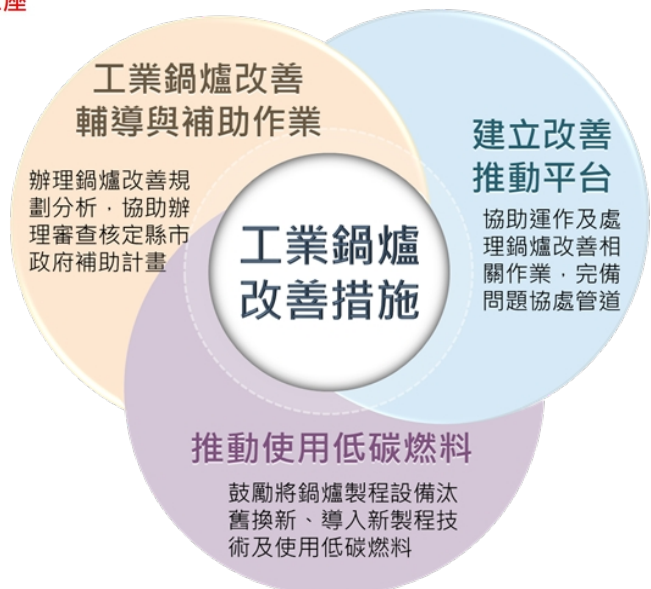 座
工業鍋爐改善
輔導與補助作業
辦理鍋爐改善規
劃分析，協助辦
理審查核定縣市
政府補助計畫
建立改善
推動平台
協助運作及處
理鍋爐改善相
關作業，完備
問題協處管道
工業鍋爐
改善措施
推動使用低碳燃料
鼓勵將鍋爐製程設備汰
舊換新、導入新製程技
術及使用低碳燃料